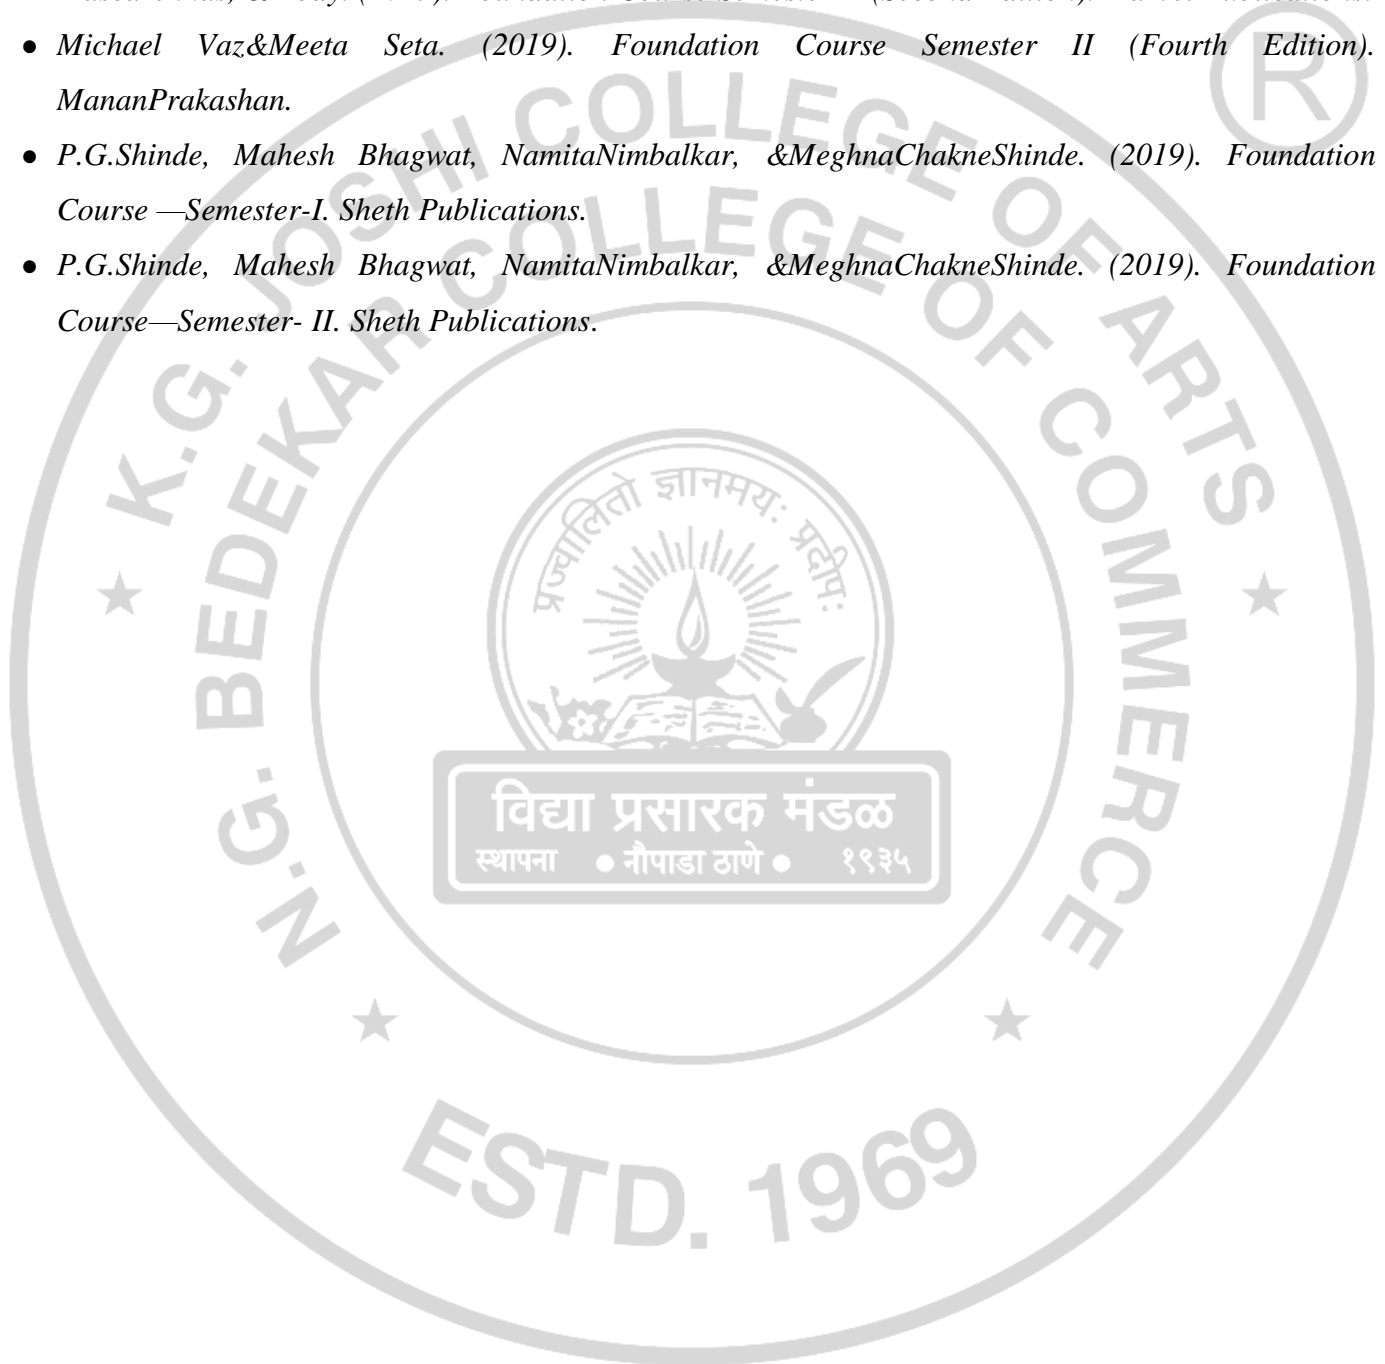 ● Michael Vaz&Meeta Seta. (2019). Foundation Course Semester II (Fourth Edition).
MananPrakashan.
● P.G.Shinde, Mahesh Bhagwat, NamitaNimbalkar, &MeghnaChakneShinde. (2019). Foundation
Course —Semester-I. Sheth Publications.
● P.G.Shinde, Mahesh Bhagwat, NamitaNimbalkar, &MeghnaChakneShinde. (2019). Foundation
Course—Semester- II. Sheth Publications.
®
★ K.G. JOSHI COLLEGE OF ARTS ★
★ N.G. BEDEKAR COLLEGE OF COMMERCE ★
प्रज्वालितो ज्ञानमयः प्रदीपः
विद्या प्रसारक मंडळ
स्थापना ● नौपाडा ठाणे ● १९३५
ESTD. 1969